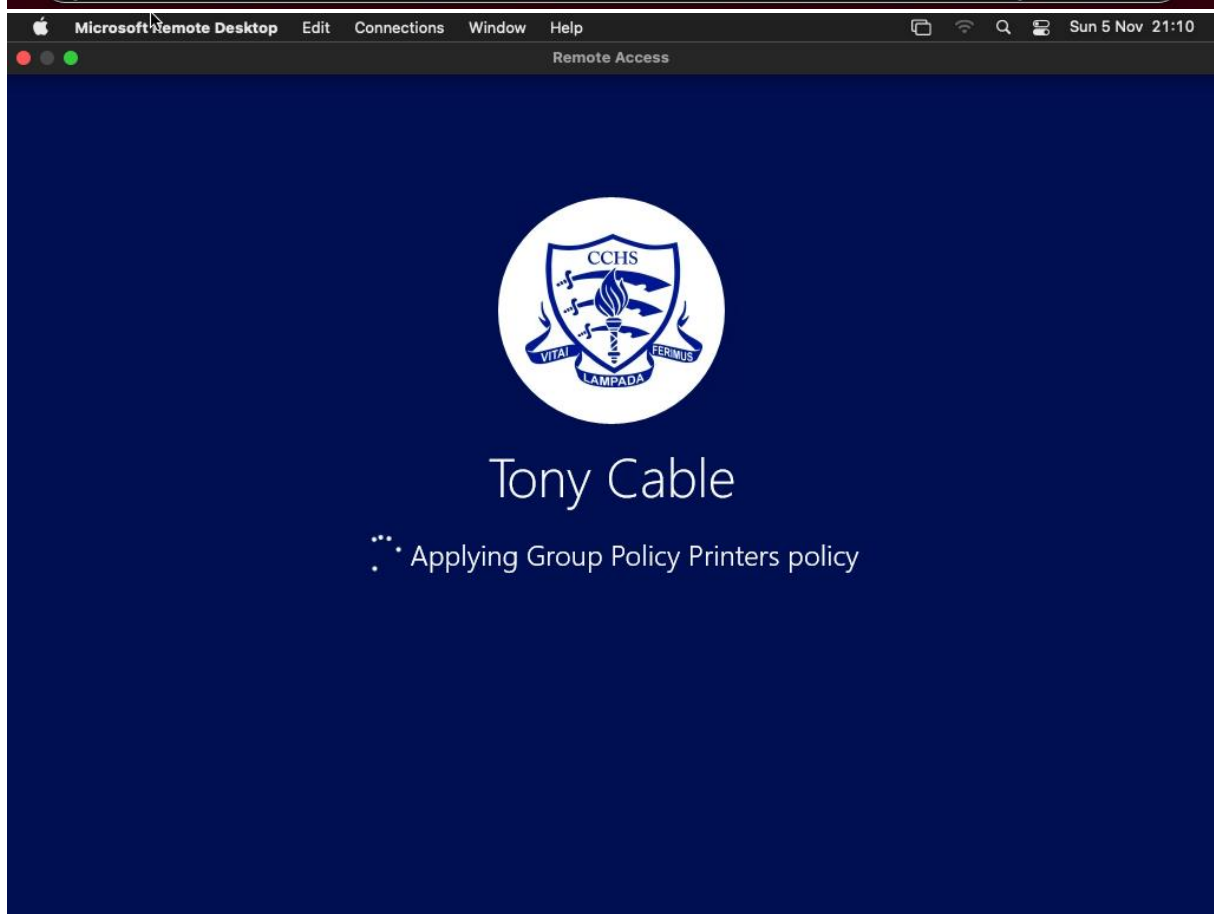 Microsoft Remote Desktop Edit Connections Window Help Sun 5 Nov 21:10
Remote Access
CCHS
VITAI
LAMPADA
FERIMUS
Tony Cable
Applying Group Policy Printers policy